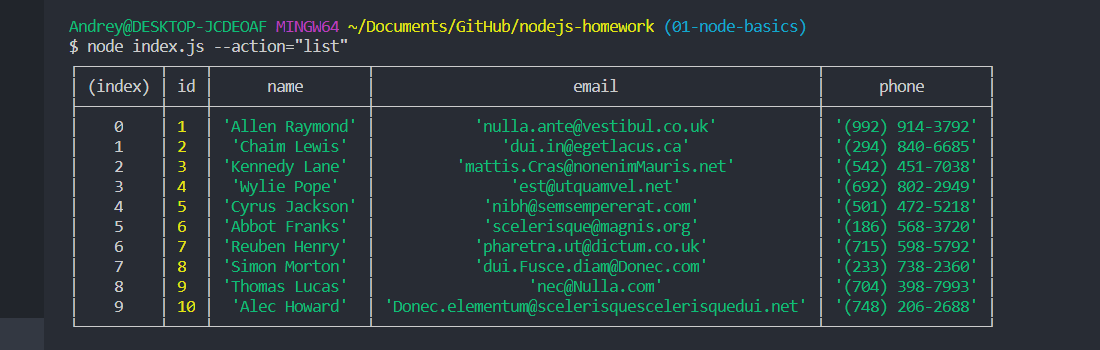 Andrey@DESKTOP-JCDEOAF MINGW64 ~/Documents/GitHub/nodejs-homework (01-node-basics)
$ node index.js --action="list"
(index) id name email phone
0 1 'Allen Raymond' 'nulla.ante@vestibul.co.uk' '(992) 914-3792'
1 2 'Chaim Lewis' 'dui.in@egetlacus.ca' '(294) 840-6685'
2 3 'Kennedy Lane' 'mattis.Cras@nonenimMauris.net' '(542) 451-7038'
3 4 'Wylie Pope' 'est@utquamvel.net' '(692) 802-2949'
4 5 'Cyrus Jackson' 'nibh@semsempererat.com' '(501) 472-5218'
5 6 'Abbot Franks' 'scelerisque@magnis.org' '(186) 568-3720'
6 7 'Reuben Henry' 'pharetra.ut@dictum.co.uk' '(715) 598-5792'
7 8 'Simon Morton' 'dui.Fusce.diam@Donec.com' '(233) 738-2360'
8 9 'Thomas Lucas' 'nec@Nulla.com' '(704) 398-7993'
9 10 'Alec Howard' 'Donec.elementum@scelerisquescelerisquedui.net' '(748) 206-2688'